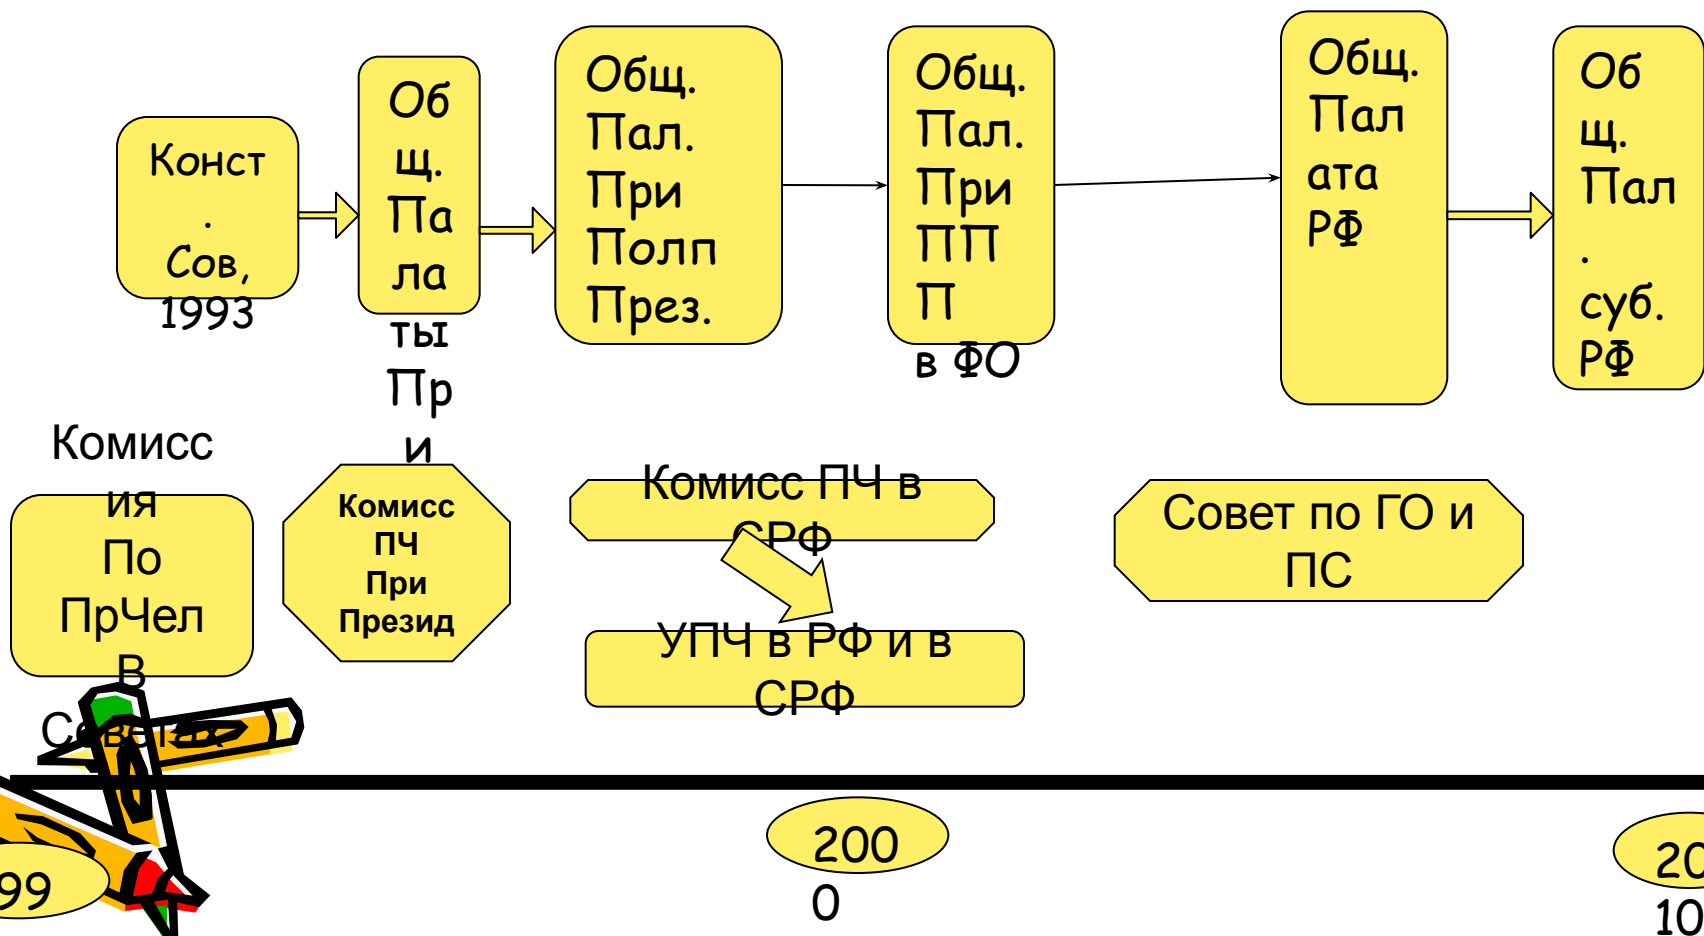 Конст
.
Сов,
1993
Об
щ.
Па
ла
ты
Пр
и
Общ.
Пал.
При
Полп
През.
Общ.
Пал.
При
ПП
П
в ФО
Общ.
Пал
ата
РФ
Об
щ.
Пал
.
суб.
РФ
Комисс
ия
По
ПрЧел
В
Советах
Комисс
ПЧ
При
Презид
Комисс ПЧ в
СРФ
УПЧ в РФ и в
СРФ
Совет по ГО и
ПС
99
200
0
20
10